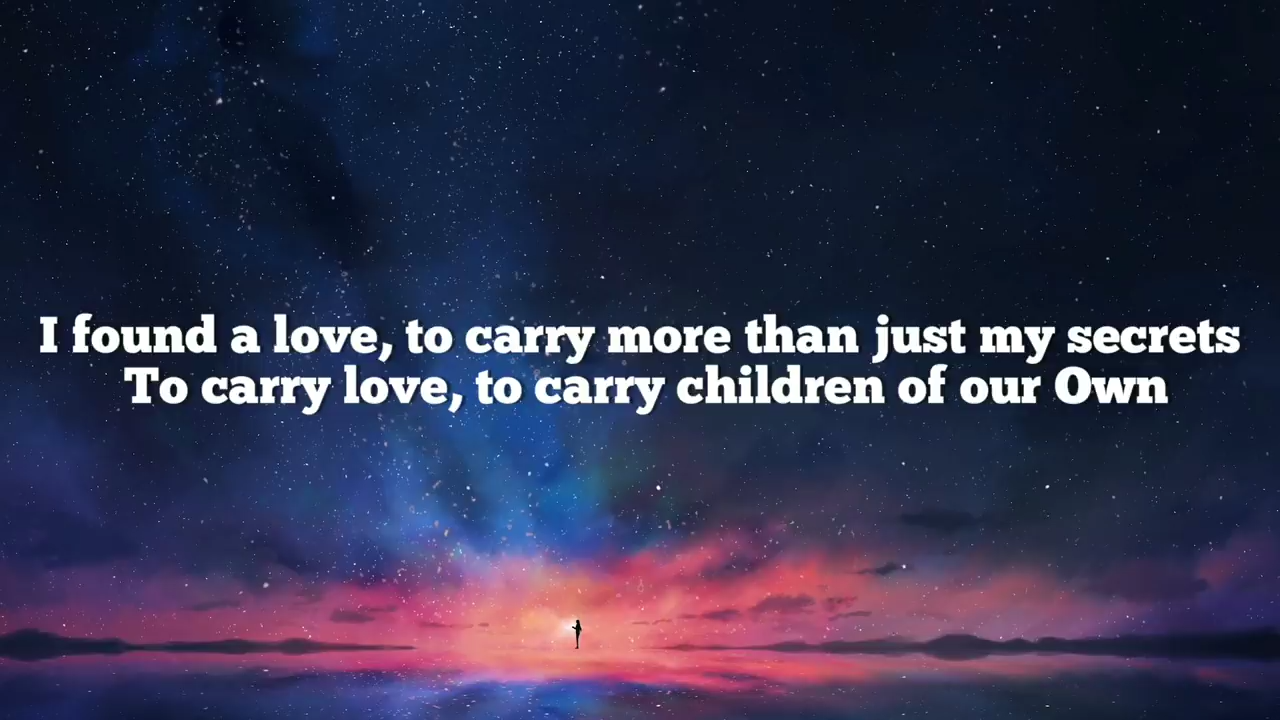 I found a love, to carry more than just my secrets
To carry love, to carry children of our Own